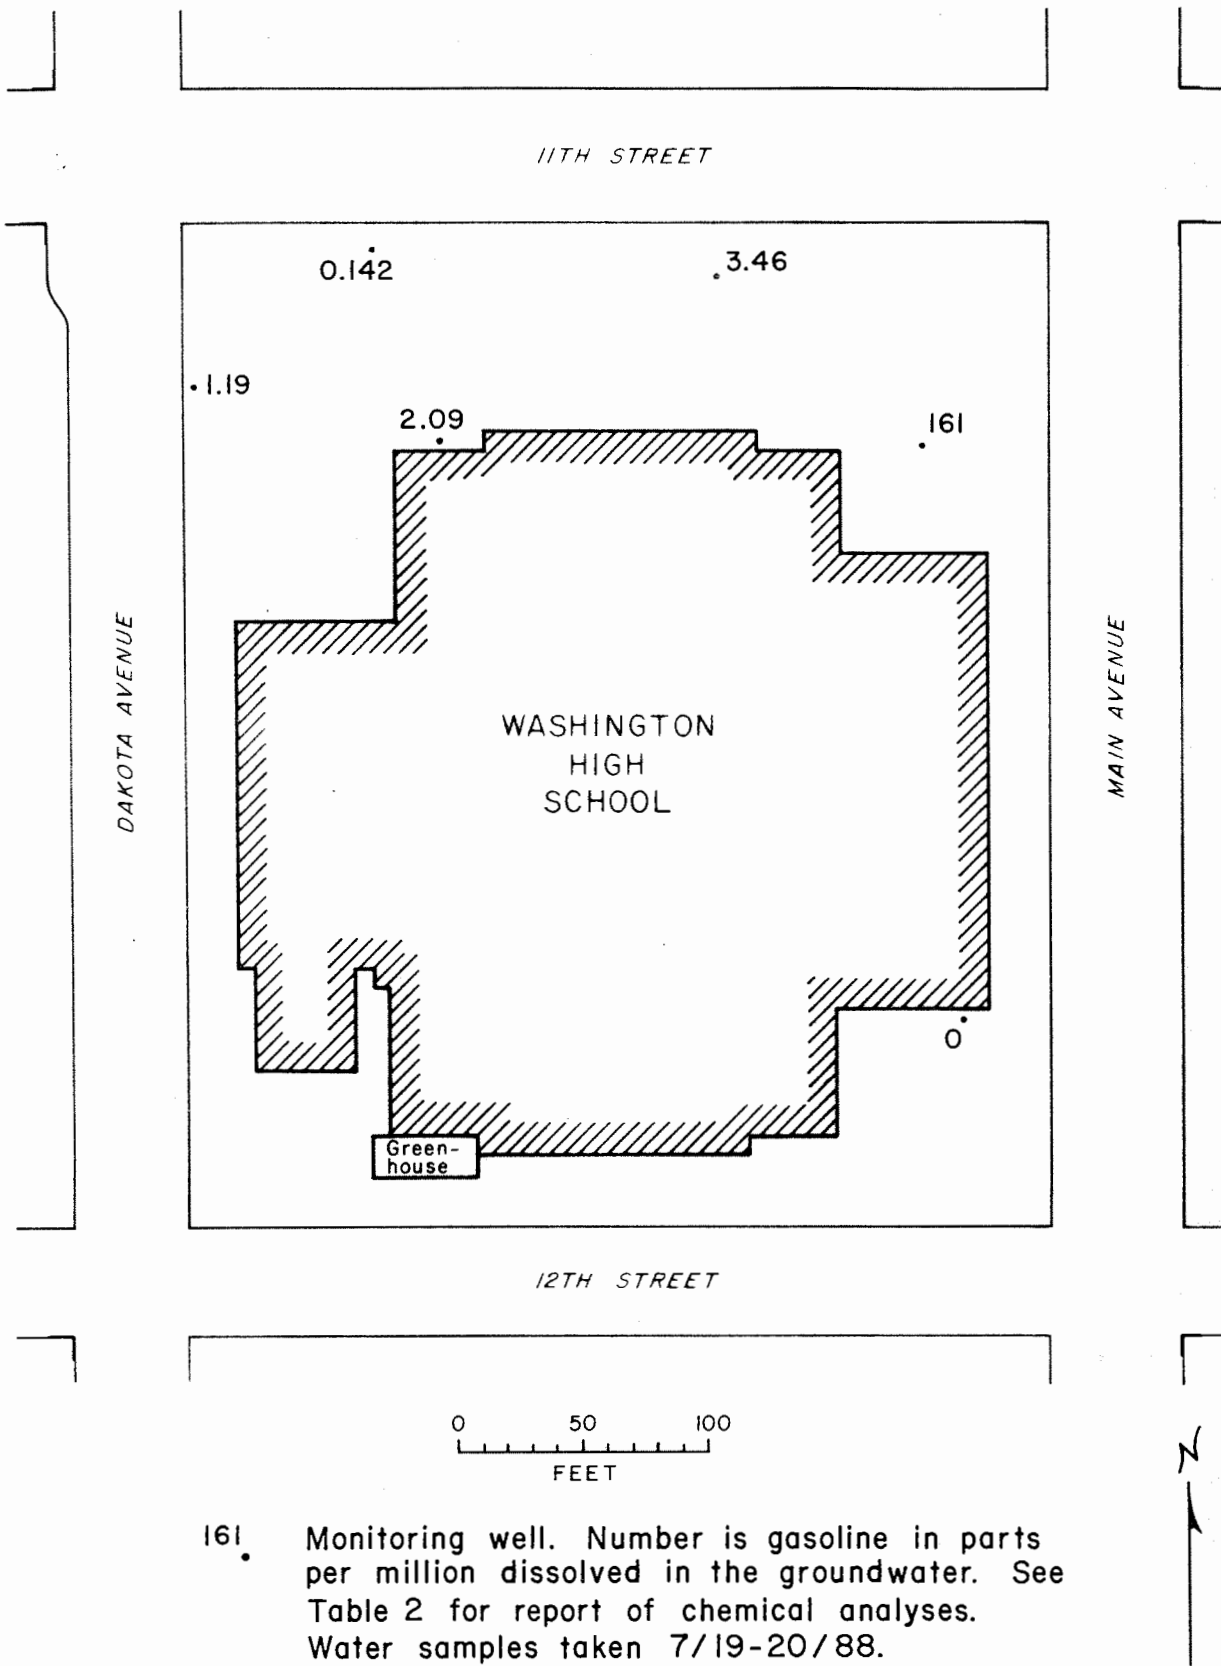 11TH STREET
0.142
3.46
1.19
2.09
161
DAKOTA AVENUE
WASHINGTON
HIGH
SCHOOL
MAIN AVENUE
0
Green-
house
12TH STREET
0 50 100
FEET
N
161 Monitoring well. Number is gasoline in parts
per million dissolved in the groundwater. See
Table 2 for report of chemical analyses.
Water samples taken 7/19-20/88.